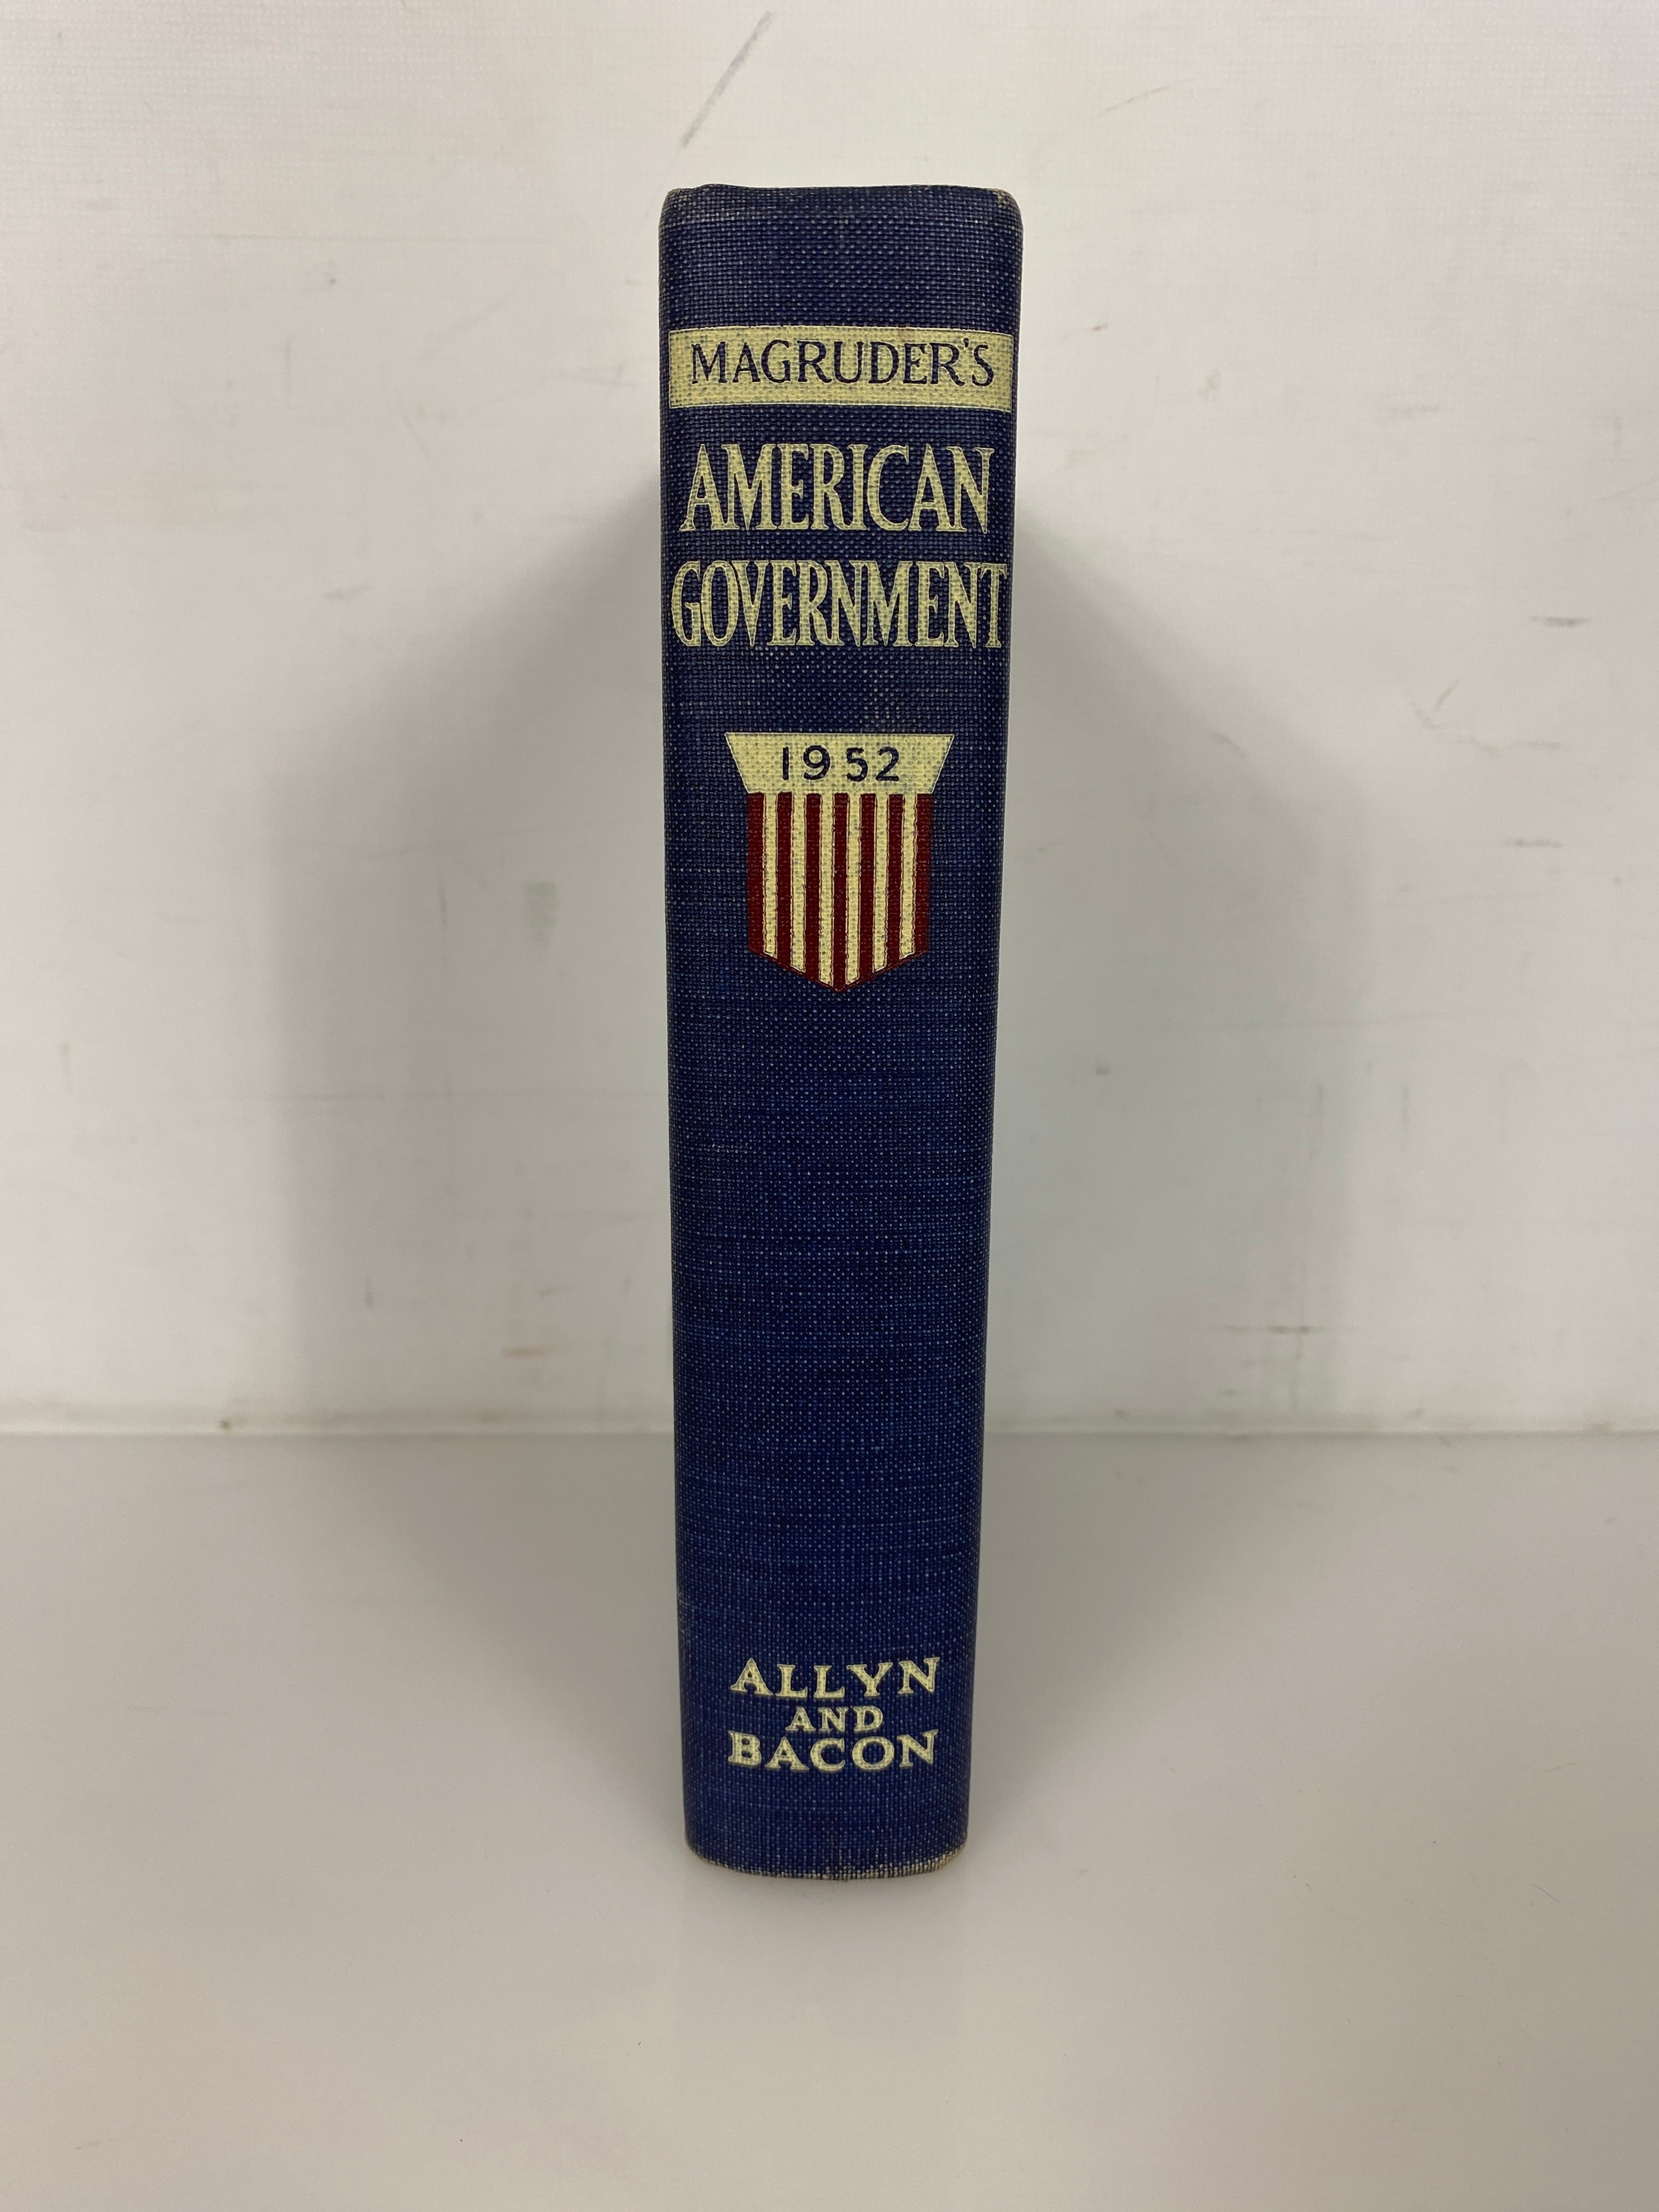 MAGRUDER'S
AMERICAN
GOVERNMENT
1952
ALLYN
AND
BACON